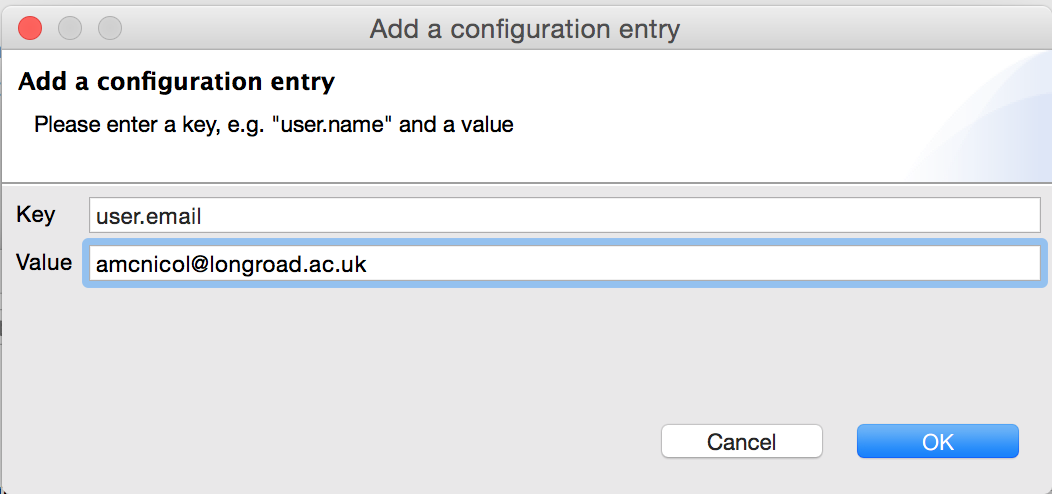 Add a configuration entry
Add a configuration entry
Please enter a key, e.g. "user.name" and a value
Key user.email
Value amcnicol@longroad.ac.uk
Cancel OK